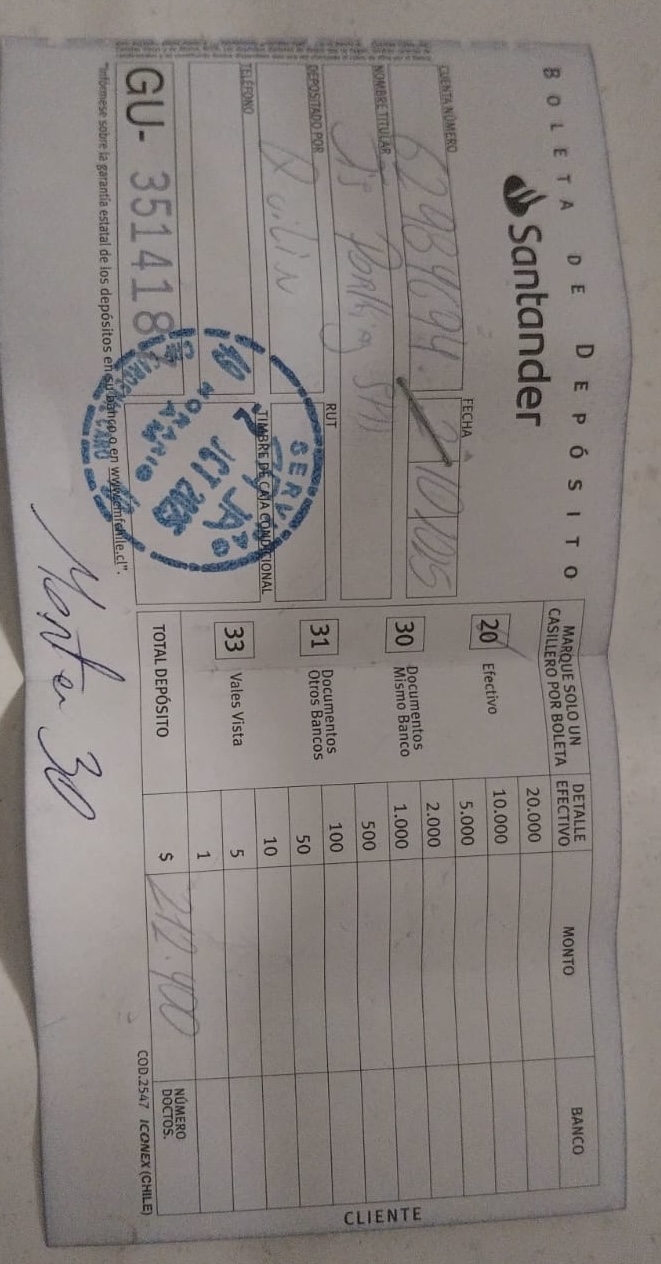 BOLETA DE DEPÓSITO
Santander
CUENTA NÚMERO
FECHA
NOMBRE TITULAR
RUT
DEPOSITADO POR
TELÉFONO
TIMBRE DE CAJA CONDICIONAL
GU- 351418
"Infórmese sobre la garantía estatal de los depósitos en su banco o en www.cmfchile.cl".
MARQUE SOLO UN
CASILLERO POR BOLETA
20 Efectivo
30 Documentos
Mismo Banco
31 Documentos
Otros Bancos
33 Vales Vista
TOTAL DEPÓSITO
DETALLE
EFECTIVO
MONTO
BANCO
20.000
10.000
5.000
2.000
1.000
500
100
50
10
5
1
$ 212.400
NÚMERO
DOCTOS.
COD.2547 ICONEX (CHILE)
CLIENTE
30